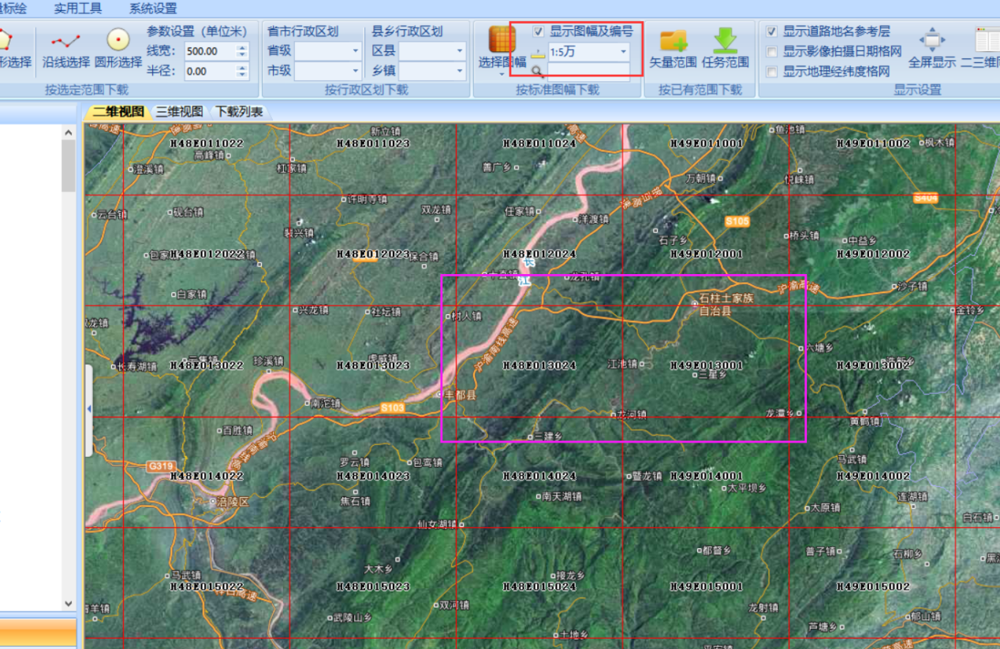 标绘
实用工具
系统设置
形选择
沿线选择
圆形选择
参数设置（单位米）
线宽：
500.00
半径：
0.00
按选定范围下载
省市行政区划
省级
市级
县乡行政区划
区县
乡镇
按行政区划下载
选择图幅
显示图幅及编号
1:5万
按标准图幅下载
矢量范围
任务范围
按已有范围下载
显示道路地名参考层
显示影像拍摄日期格网
显示地理经纬度格网
全屏显示
二三维
显示设置
二维视图
三维视图
下载列表
新立镇
高速
鱼池镇
H48E011022
H48E011023
H48E011024
H49E011001
H49E011002
枫木镇
高峰镇
澄溪镇
杠家镇
善广乡
万朝镇
悦崃镇
许明寺镇
S404
云台镇
砚台镇
双龙镇
任家镇
洋渡镇
S105
裂兴镇
石子乡
桥头镇
中益乡
包家
H48E012022
H48E012023
保合镇
H48E012024
H49E012001
H49E012002
长
江
龙孔镇
沪渝高速
沙子镇
白家镇
石柱土家族
自治县
兴龙镇
社坛镇
树人镇
金铃乡
龙镇
沪渝南线高速
六塘乡
长寿湖镇
H48E013022
珍溪镇
H48E013023
H48E013024
江池镇
H49E013001
H49E013002
三星乡
丰都县
南沱镇
S103
龙河镇
龙潭乡
黄鹤镇
百胜镇
三建乡
罗云镇
包鸾镇
马武镇
G319
H48E014022
H48E014023
H48E014024
暨龙镇
H49E014001
H49E014002
太平坝乡
涪陵区
焦石镇
南天湖镇
连湖镇
太原镇
白石镇
仙女湖镇
都督乡
普子镇
石柳乡
大木乡
马武镇
接龙乡
H48E015022
H48E015023
H48E015024
H49E015001
H49E015002
羊镇
双河镇
龙射镇
武陵山乡
郁山镇
芦塘乡
土地乡